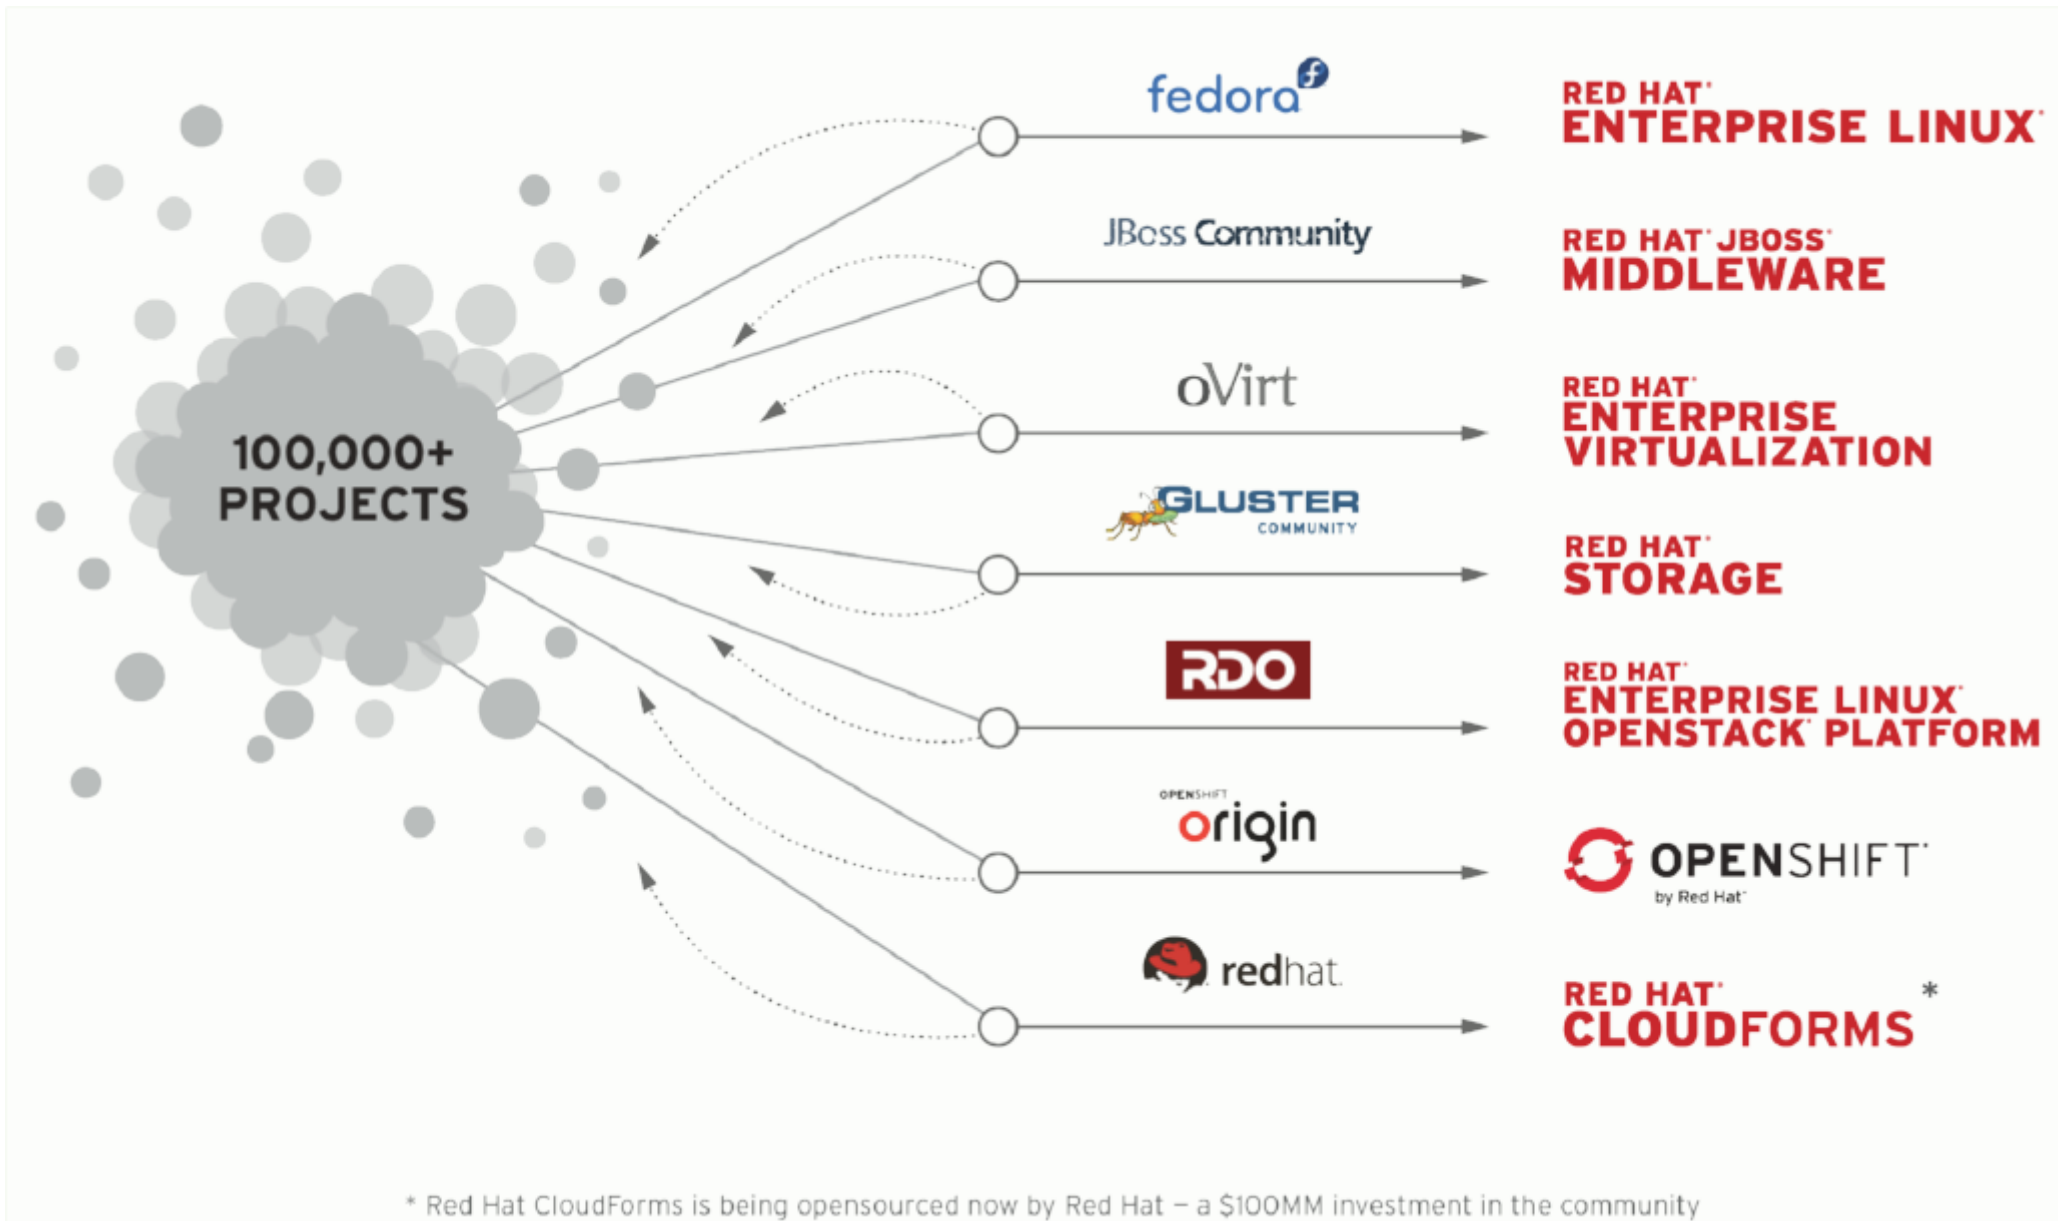 100,000+
PROJECTS
fedora
RED HAT®
ENTERPRISE LINUX®
JBoss Community
RED HAT® JBOSS®
MIDDLEWARE
oVirt
RED HAT®
ENTERPRISE
VIRTUALIZATION
GLUSTER
COMMUNITY
RED HAT®
STORAGE
RDO
RED HAT®
ENTERPRISE LINUX®
OPENSTACK® PLATFORM
OPENSHIFT
origin
OPENSHIFT®
by Red Hat®
redhat.
RED HAT®
CLOUDFORMS *
* Red Hat CloudForms is being opensourced now by Red Hat – a $100MM investment in the community